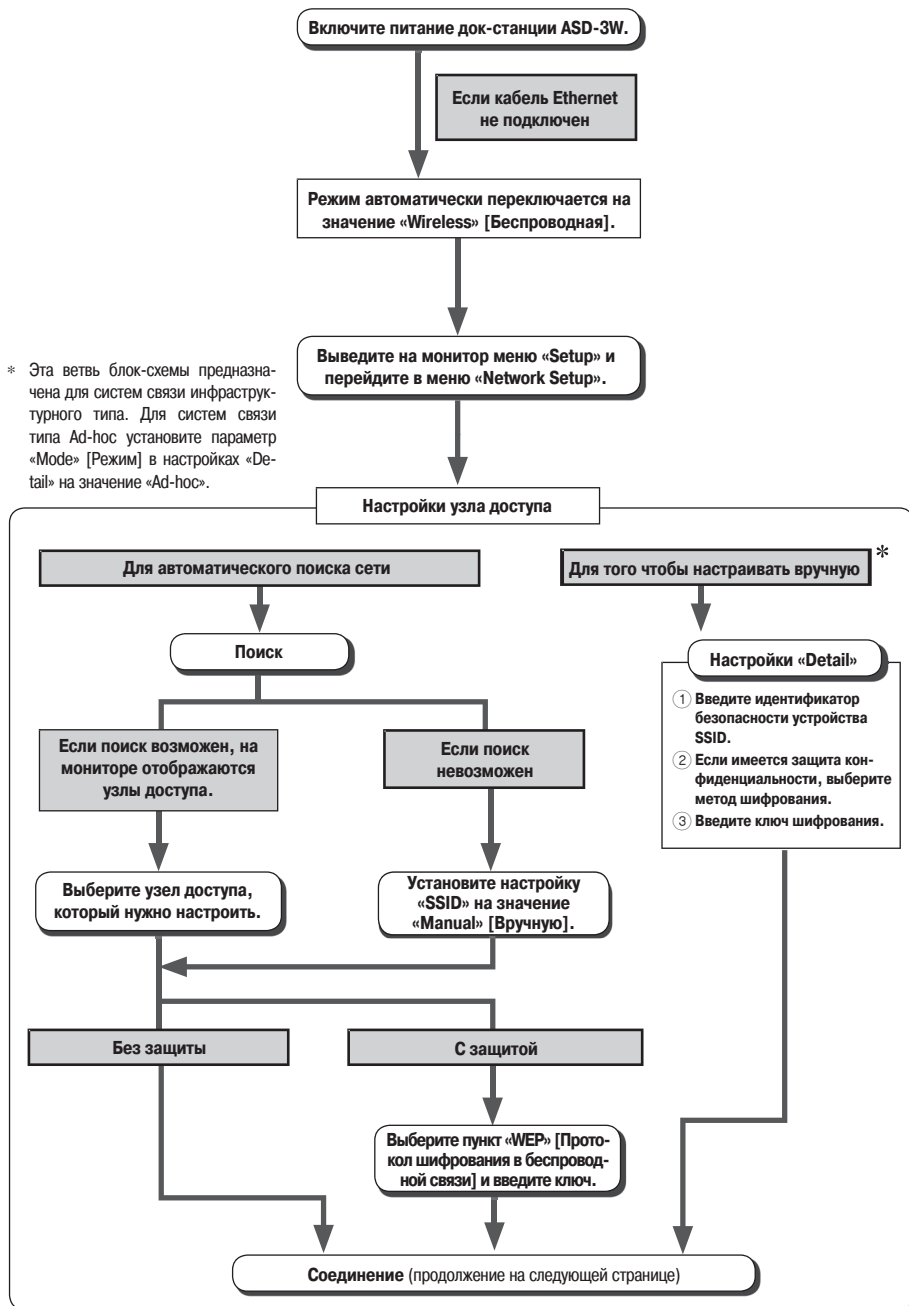 Включите питание док-станции ASD-3W.
Если кабель Ethernet
не подключен
Режим автоматически переключается на
значение «Wireless» [Беспроводная].
Выведите на монитор меню «Setup» и
перейдите в меню «Network Setup».
* Эта ветвь блок-схемы предназна-
чена для систем связи инфраструк-
турного типа. Для систем связи
типа Ad-hoc установите параметр
«Mode» [Режим] в настройках «De-
tail» на значение «Ad-hoc».
Настройки узла доступа
Для автоматического поиска сети
Для того чтобы настраивать вручную *
Поиск
Настройки «Detail»
① Введите идентификатор
безопасности устройства
SSID.
② Если имеется защита кон-
фиденциальности, выберите
метод шифрования.
③ Введите ключ шифрования.
Если поиск возможен, на
мониторе отображаются
узлы доступа.
Если поиск
невозможен
Выберите узел доступа,
который нужно настроить.
Установите настройку
«SSID» на значение
«Manual» [Вручную].
Без защиты
С защитой
Выберите пункт «WEP» [Прото-
кол шифрования в беспровод-
ной связи] и введите ключ.
Соединение (продолжение на следующей странице)